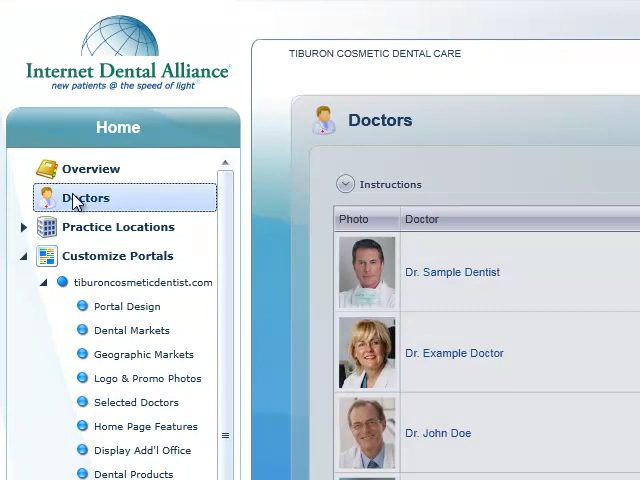 Internet Dental Alliance
new patients @ the speed of light
Home
Overview
Doctors
Practice Locations
Customize Portals
tiburoncosmeticdentist.com
Portal Design
Dental Markets
Geographic Markets
Logo & Promo Photos
Selected Doctors
Home Page Features
Display Add'l Office
Dental Products
TIBURON COSMETIC DENTAL CARE
Doctors
Instructions
Photo Doctor
Dr. Sample Dentist
Dr. Example Doctor
Dr. John Doe